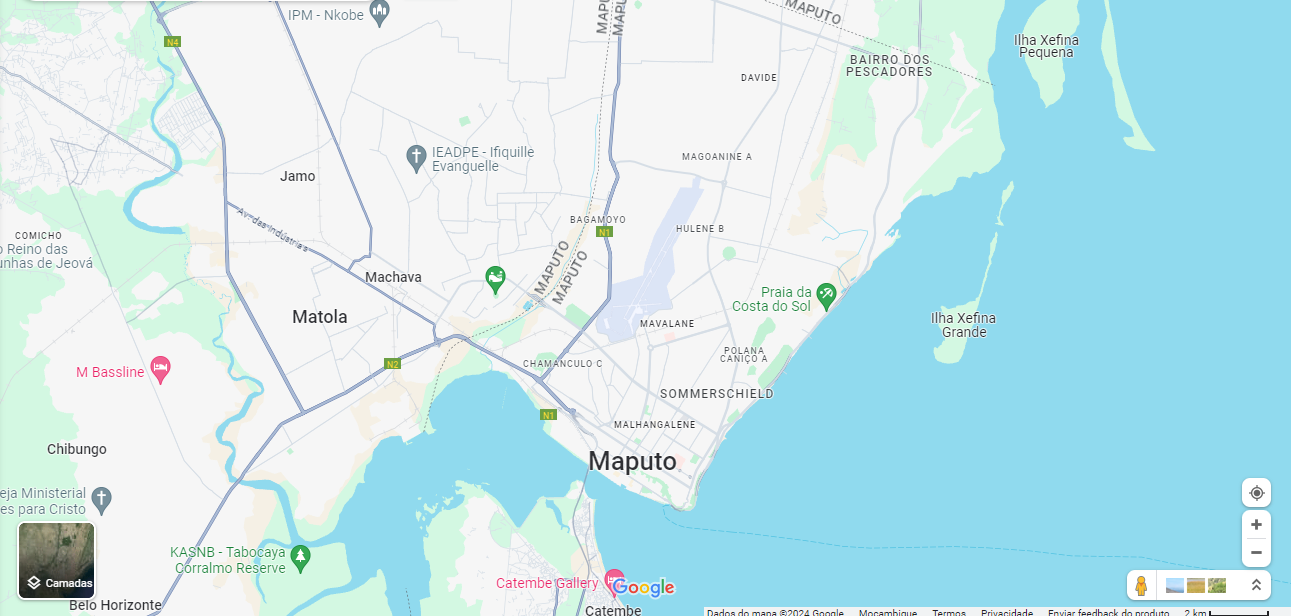 IPM - Nkobe
MAPUTO
MAPUTO
MAPUTO
N4
Ilha Xefina
Pequena
BAIRRO DOS
PESCADORES
DAVIDE
IEADPE - Ifiquille
Evanguelle
MAGOANINE A
Jamo
Av. das Indústrias
BAGAMOYO
N1
HULENE B
COMICHO
o Reino das
unhas de Jeová
MAPUTO
MAPUTO
Machava
Praia da
Costa do Sol
Matola
MAVALANE
Ilha Xefina
Grande
POLANA
CANIÇO A
N2
CHAMANCULO C
M Bassline
SOMMERSCHIELD
N1
MALHANGALENE
Chibungo
Maputo
eja Ministerial
es para Cristo
KASNB - Tabocaya
Corralmo Reserve
Camadas
Catembe Gallery
Google
Belo Horizonte
Catembe
Dados do mapa ©2024 Google Moçambique Termos Privacidade Enviar feedback do produto 2 km